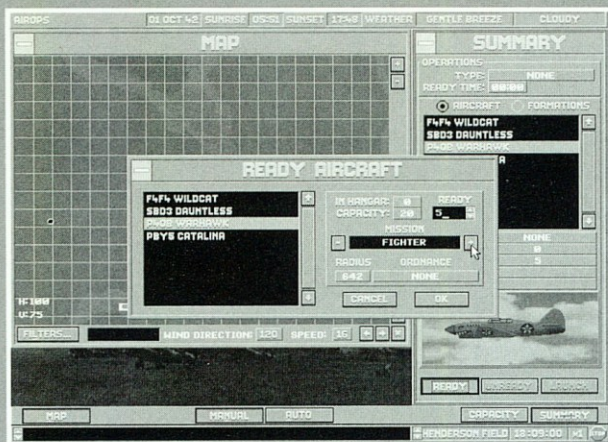 AIROPS 01 OCT 42 SUNRISE 05:51 SUNSET 17:48 WEATHER GENTLE BREEZE CLOUDY
MAP
SUMMARY
OPERATIONS
TYPE: NONE
READY TIME: 00:00
AIRCRAFT FORMATIONS
F4F4 WILDCAT
SBD3 DAUNTLESS
P40E WARHAWK
READY AIRCRAFT
F4F4 WILDCAT
SBD3 DAUNTLESS
P40E WARHAWK
PBY5 CATALINA
IN HANGAR: 0 READY
CAPACITY: 20 5_
MISSION
- FIGHTER +
RADIUS ORDNANCE
642 NONE
CANCEL OK
NONE
0
5
H:100
V:75
FILTERS... WIND DIRECTION: 120 SPEED: 16
READY UNREADY LAUNCH
MAP MANUAL AUTO CAPACITY SUMMARY
HENDERSON FIELD 18:09:00 x1